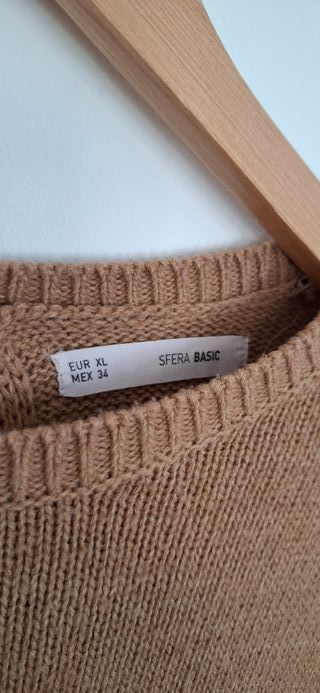 EUR XL
MEX 34
SFERA BASIC